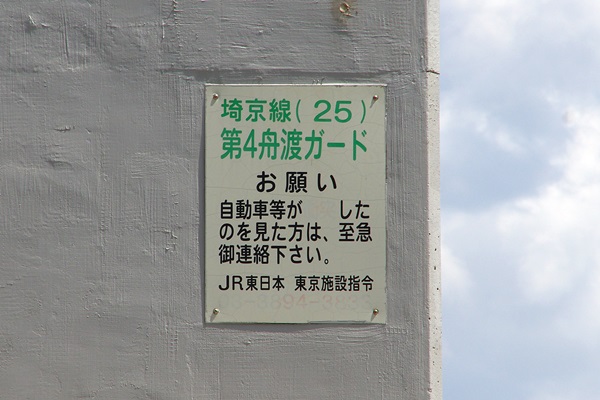 埼京線(25)
第4舟渡ガード
お願い
自動車等が　　した
のを見た方は、至急
御連絡下さい。
JR東日本 東京施設指令